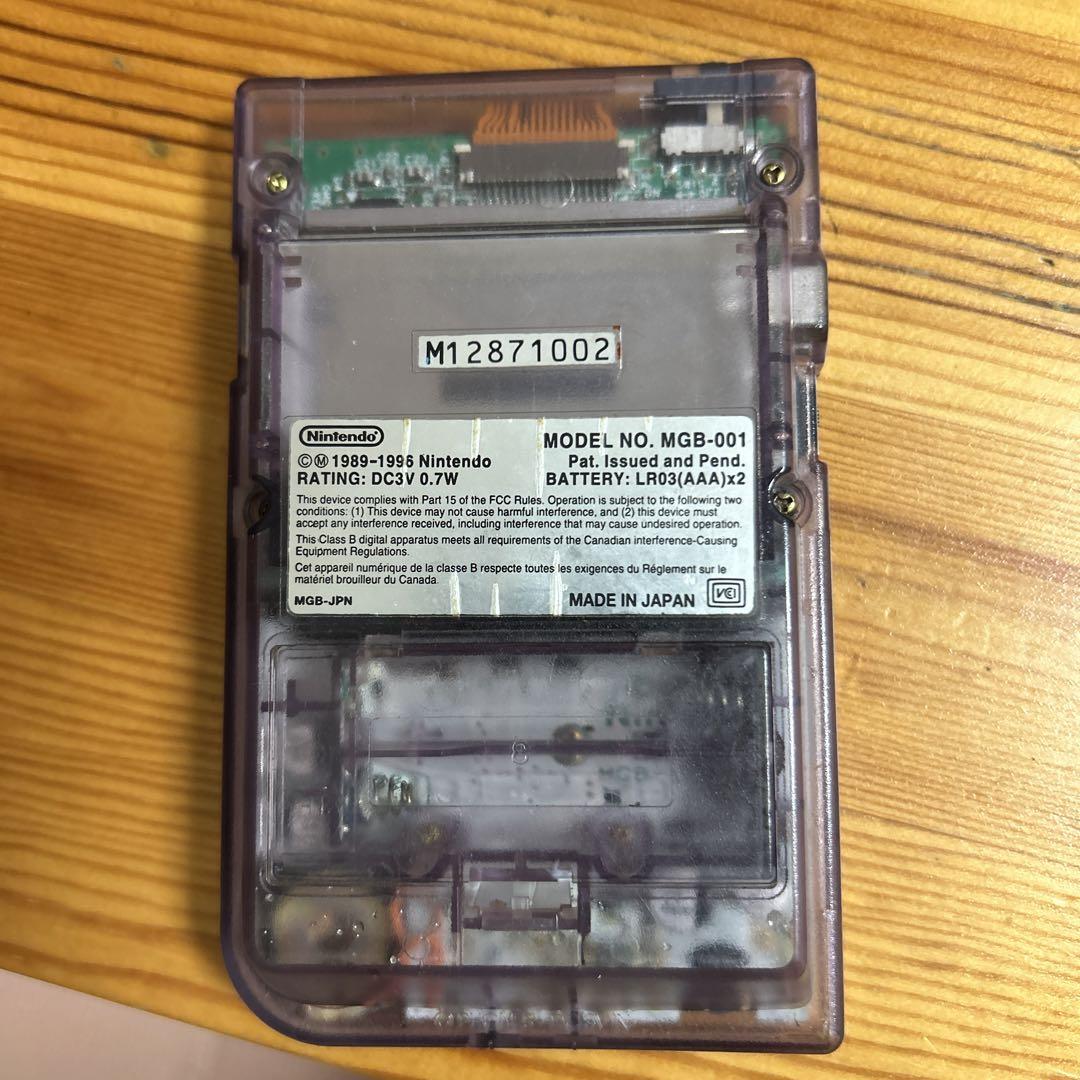 M12871002
Nintendo
MODEL NO. MGB-001
©Ⓜ 1989-1996 Nintendo
Pat. Issued and Pend.
RATING: DC3V 0.7W
BATTERY: LR03(AAA)x2
This device complies with Part 15 of the FCC Rules. Operation is subject to the following two
conditions: (1) This device may not cause harmful interference, and (2) this device must
accept any interference received, including interference that may cause undesired operation.
This Class B digital apparatus meets all requirements of the Canadian interference-Causing
Equipment Regulations.
Cet appareil numérique de la classe B respecte toutes les exigences du Réglement sur le
matériel brouilleur du Canada.
MGB-JPN
MADE IN JAPAN
VCI
8